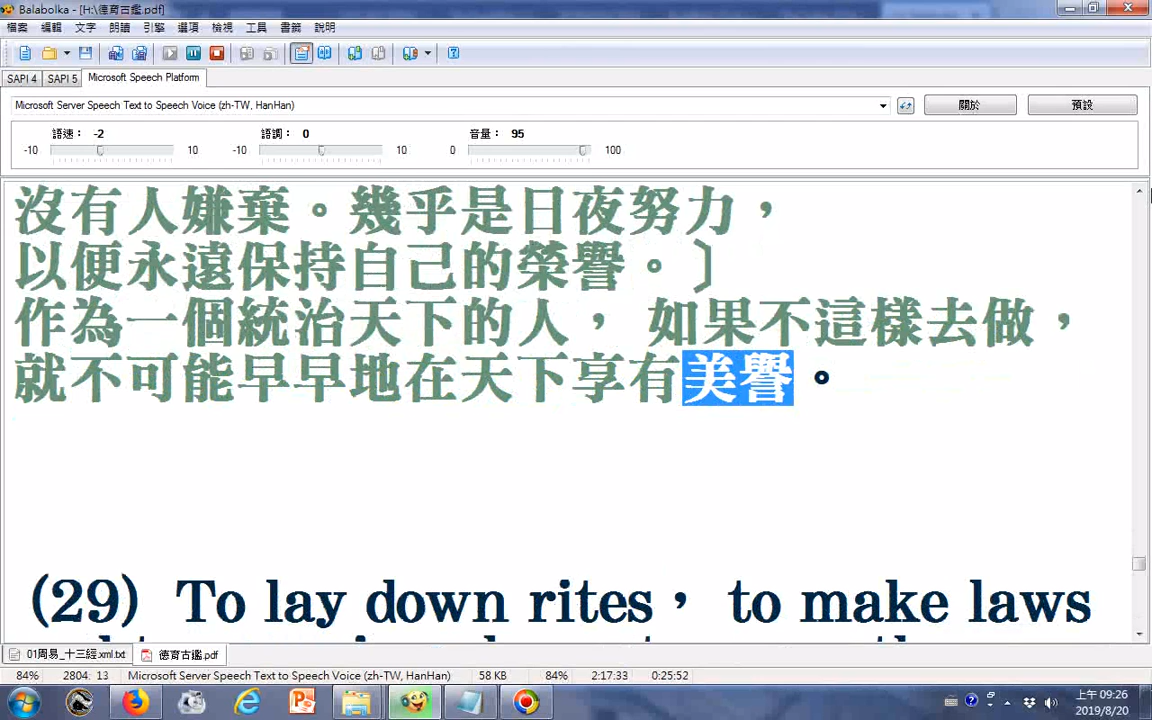 Balabolka - [H:\德育古鑑.pdf]
檔案 編輯 文字 朗讀 引擎 選項 檢視 工具 書籤 說明
SAPI 4 SAPI 5 Microsoft Speech Platform
Microsoft Server Speech Text to Speech Voice (zh-TW, HanHan) 關於 預設
語速： -2 語調： 0 音量： 95
-10 10 -10 10 0 100
沒有人嫌棄。幾乎是日夜努力，
以便永遠保持自己的榮譽。〕
作為一個統治天下的人， 如果不這樣去做，
就不可能早早地在天下享有美譽。
(29) To lay down rites， to make laws
01周易_十三經.xml.txt 德育古鑑.pdf
84% 2804: 13 Microsoft Server Speech Text to Speech Voice (zh-TW, HanHan) 58 KB 84% 2:17:33 0:25:52
上午 09:26
2019/8/20